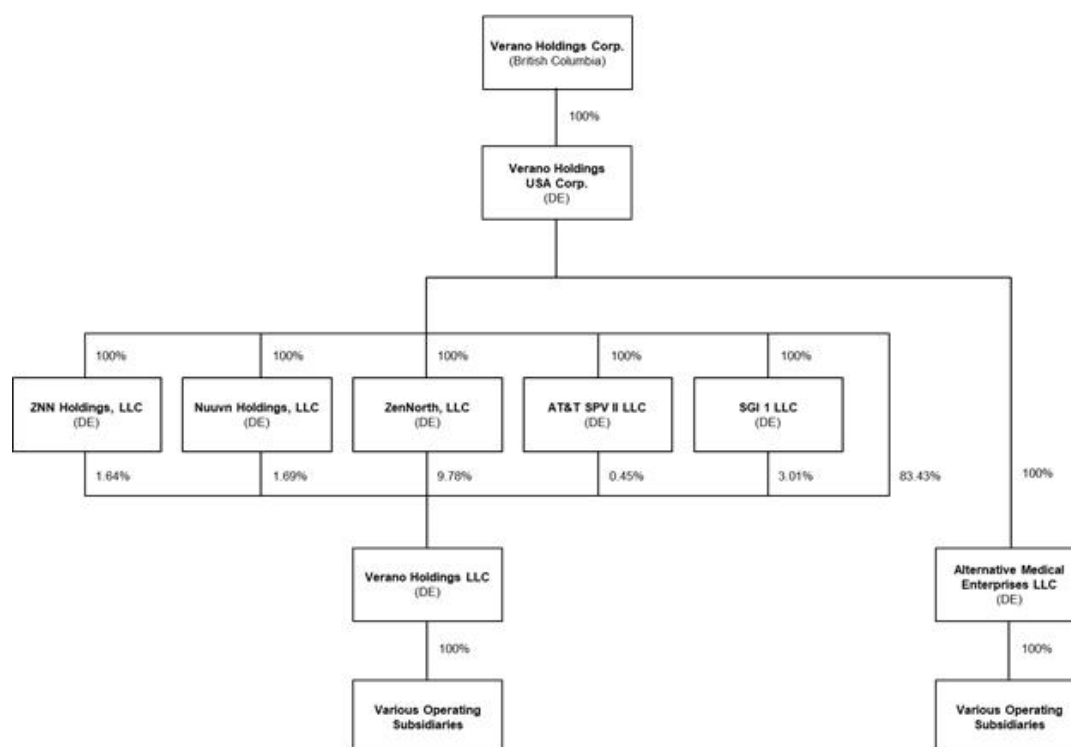 Verano Holdings Corp.
(British Columbia)
100%
Verano Holdings
USA Corp.
(DE)
100%
100%
100%
100%
100%
ZNN Holdings, LLC
(DE)
Nuuvn Holdings, LLC
(DE)
ZenNorth, LLC
(DE)
AT&T SPV II LLC
(DE)
SGI 1 LLC
(DE)
1.64%
1.69%
9.78%
0.45%
3.01%
83.43%
100%
Verano Holdings LLC
(DE)
Alternative Medical
Enterprises LLC
(DE)
100%
100%
Various Operating
Subsidiaries
Various Operating
Subsidiaries